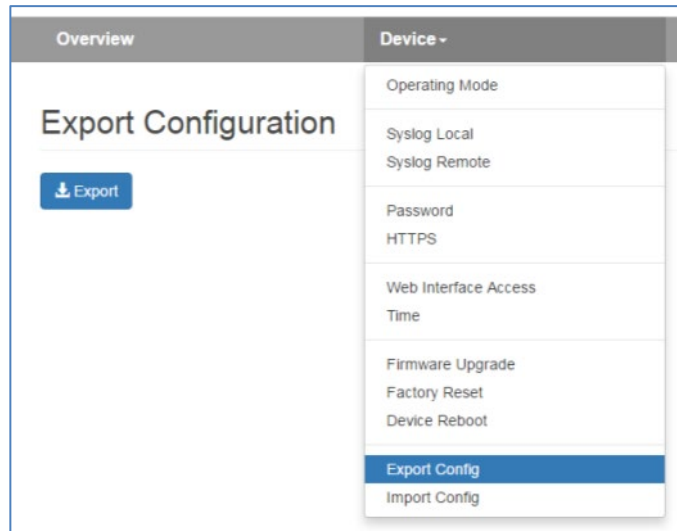 Overview
Device
Export Configuration
Export
Operating Mode
Syslog Local
Syslog Remote
Password
HTTPS
Web Interface Access
Time
Firmware Upgrade
Factory Reset
Device Reboot
Export Config
Import Config